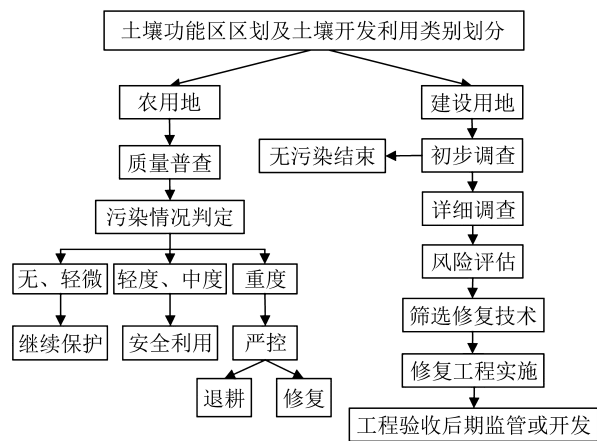 土壤功能区区划及土壤开发利用类别划分
农用地
建设用地
质量普查
无污染结束
初步调查
污染情况判定
详细调查
无、轻微
轻度、中度
重度
风险评估
继续保护
安全利用
严控
筛选修复技术
退耕
修复
修复工程实施
工程验收后期监管或开发